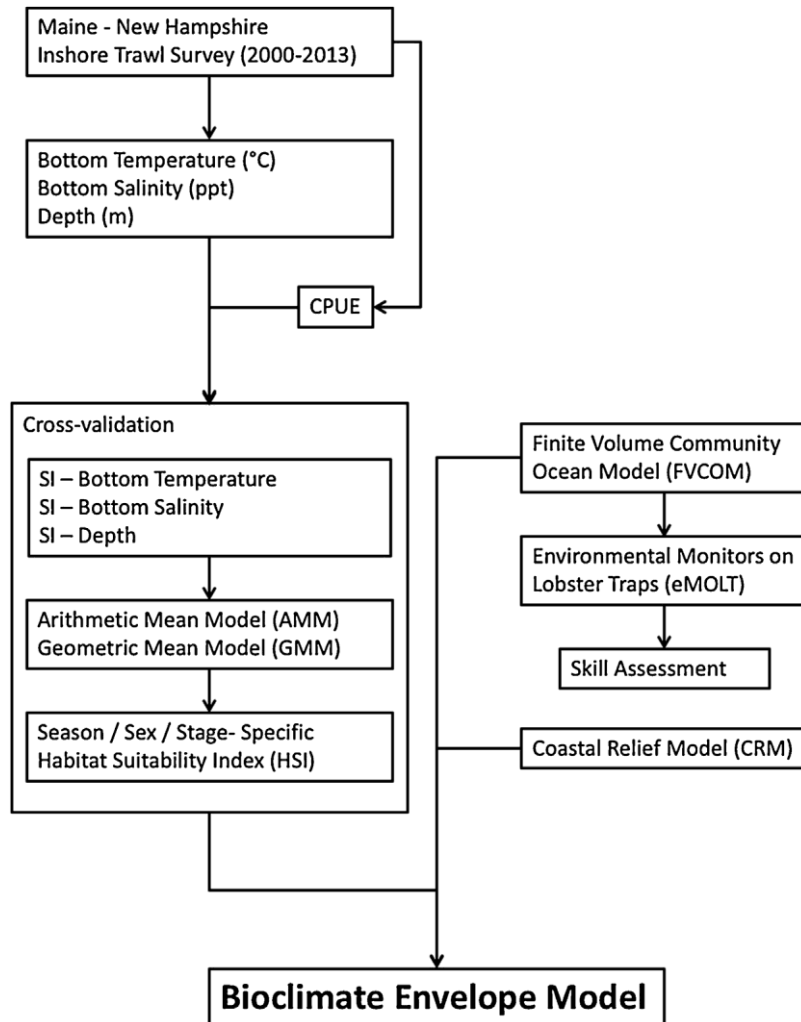 Maine - New Hampshire
Inshore Trawl Survey (2000-2013)
Bottom Temperature (°C)
Bottom Salinity (ppt)
Depth (m)
CPUE
Cross-validation
SI – Bottom Temperature
SI – Bottom Salinity
SI – Depth
Arithmetic Mean Model (AMM)
Geometric Mean Model (GMM)
Season / Sex / Stage- Specific
Habitat Suitability Index (HSI)
Finite Volume Community
Ocean Model (FVCOM)
Environmental Monitors on
Lobster Traps (eMOLT)
Skill Assessment
Coastal Relief Model (CRM)
Bioclimate Envelope Model